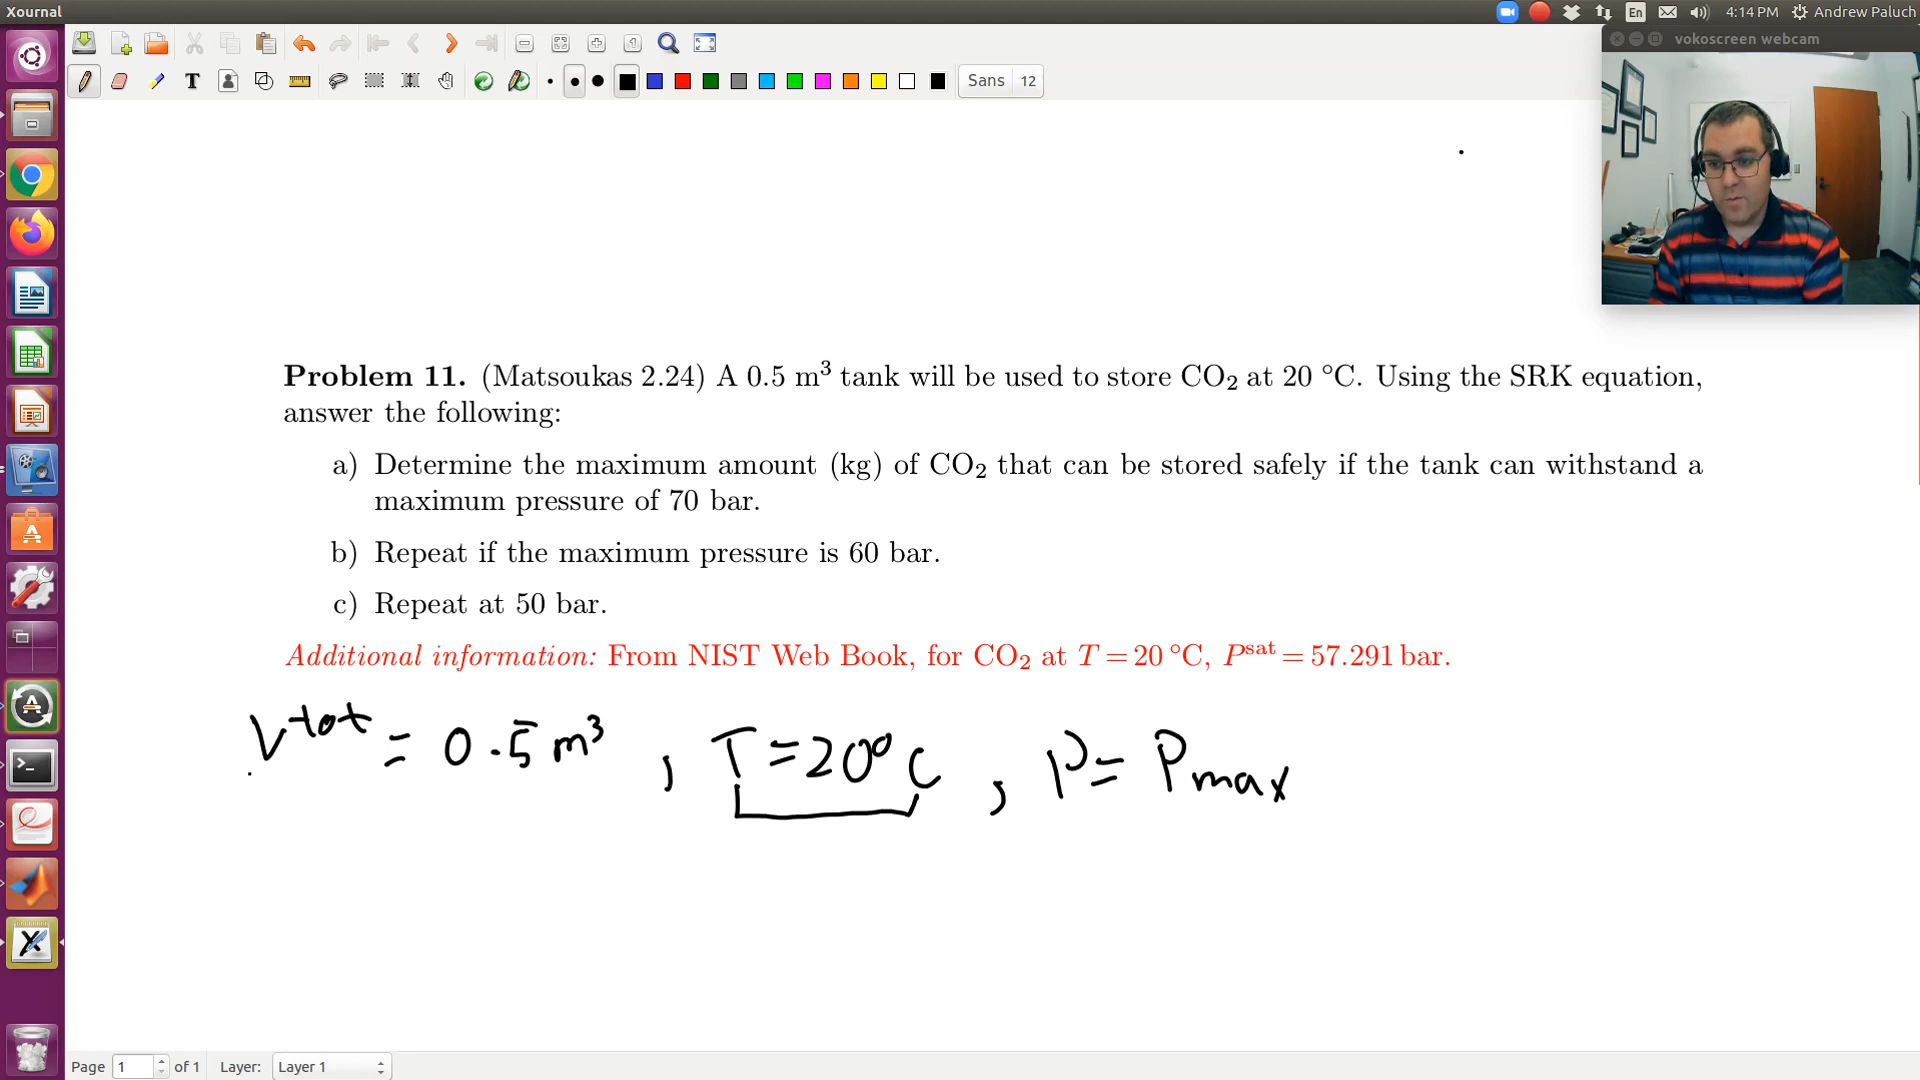 Xournal
En
4:14 PM
Andrew Paluch
vokoscreen webcam
T
Sans 12
Problem 11. (Matsoukas 2.24) A 0.5 m³ tank will be used to store CO₂ at 20 °C. Using the SRK equation,
answer the following:
a) Determine the maximum amount (kg) of CO₂ that can be stored safely if the tank can withstand a
maximum pressure of 70 bar.
b) Repeat if the maximum pressure is 60 bar.
c) Repeat at 50 bar.
Additional information: From NIST Web Book, for CO₂ at T = 20 °C, Pˢᵃᵗ = 57.291 bar.
Vᵗᵒᵗ = 0.5 m³ , T = 20°C , P = Pmax
Page 1 of 1 Layer: Layer 1